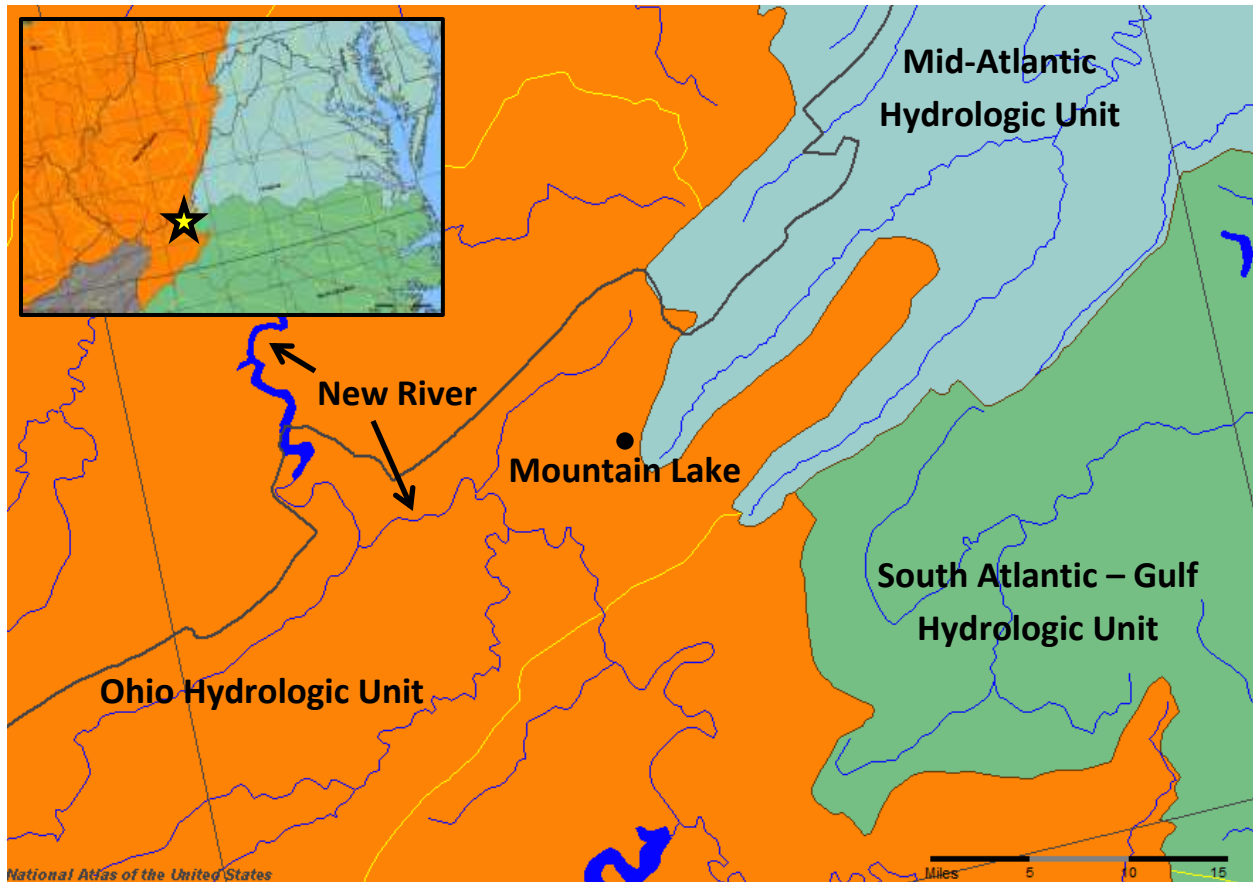 Mid-Atlantic
Hydrologic Unit
New River
Mountain Lake
South Atlantic – Gulf
Hydrologic Unit
Ohio Hydrologic Unit
National Atlas of the United States
Miles 5 10 15